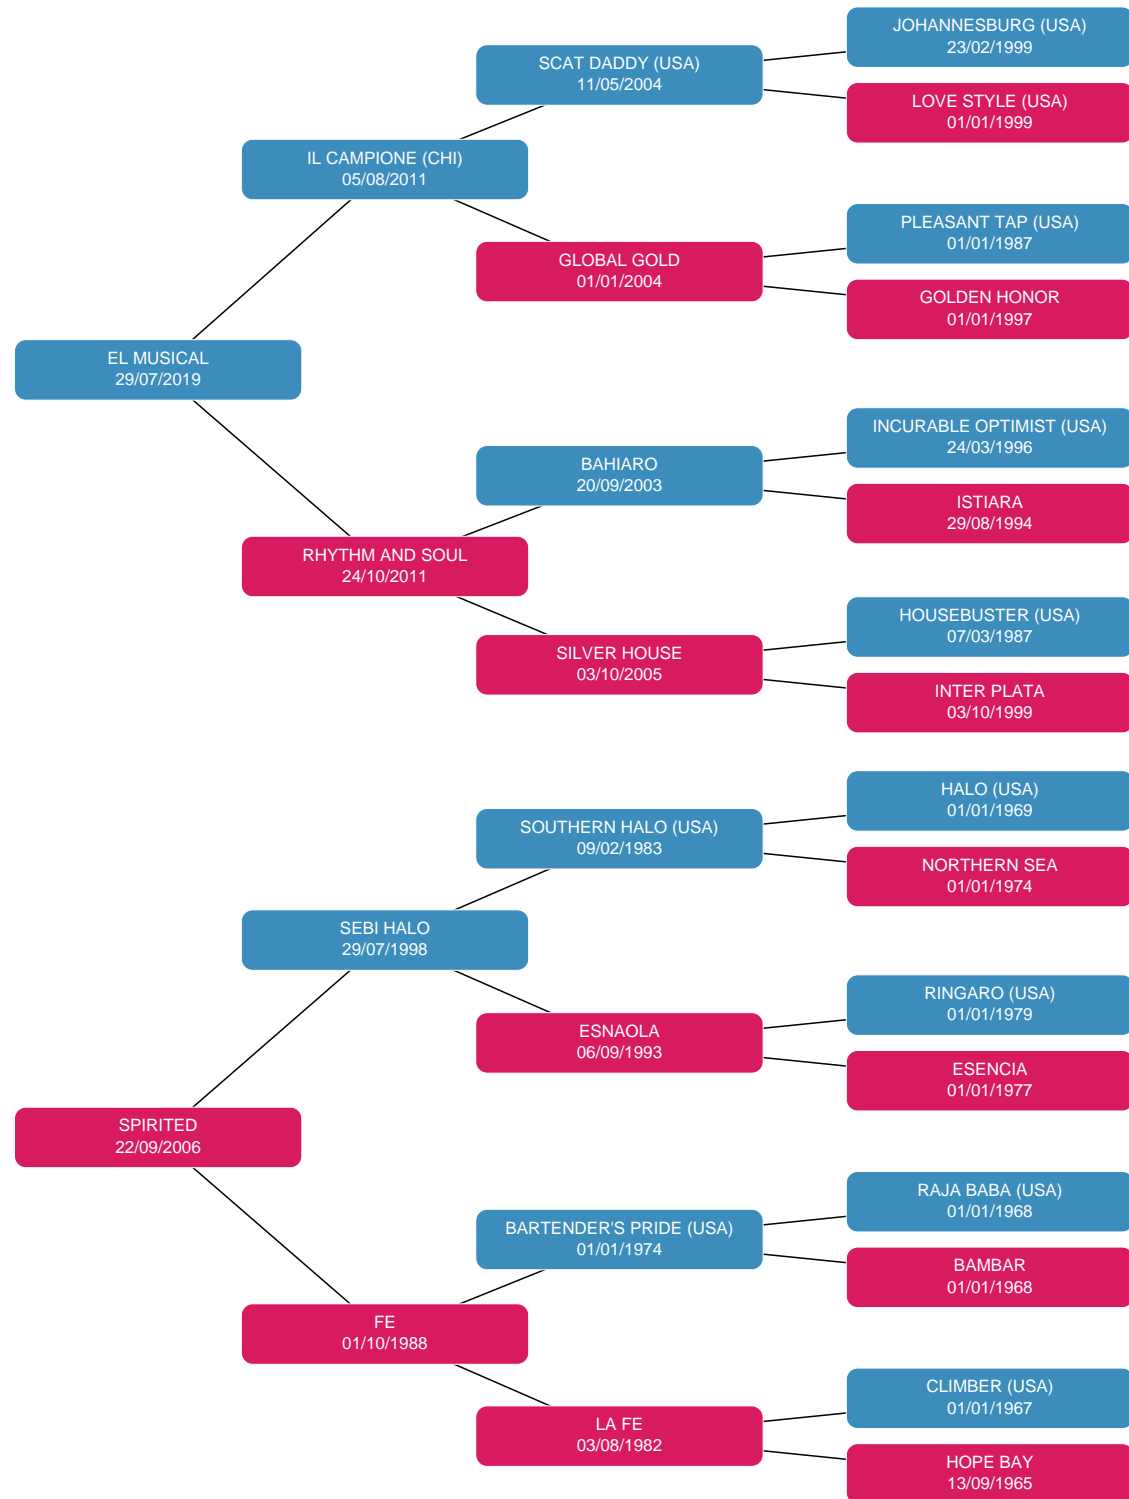 JOHANNESBURG (USA)
23/02/1999
SCAT DADDY (USA)
11/05/2004
LOVE STYLE (USA)
01/01/1999
IL CAMPIONE (CHI)
05/08/2011
PLEASANT TAP (USA)
01/01/1987
GLOBAL GOLD
01/01/2004
GOLDEN HONOR
01/01/1997
EL MUSICAL
29/07/2019
INCURABLE OPTIMIST (USA)
24/03/1996
BAHIARO
20/09/2003
ISTIARA
29/08/1994
RHYTHM AND SOUL
24/10/2011
HOUSEBUSTER (USA)
07/03/1987
SILVER HOUSE
03/10/2005
INTER PLATA
03/10/1999
HALO (USA)
01/01/1969
SOUTHERN HALO (USA)
09/02/1983
NORTHERN SEA
01/01/1974
SEBI HALO
29/07/1998
RINGARO (USA)
01/01/1979
ESNAOLA
06/09/1993
ESENCIA
01/01/1977
SPIRITED
22/09/2006
RAJA BABA (USA)
01/01/1968
BARTENDER'S PRIDE (USA)
01/01/1974
BAMBAR
01/01/1968
FE
01/10/1988
CLIMBER (USA)
01/01/1967
LA FE
03/08/1982
HOPE BAY
13/09/1965